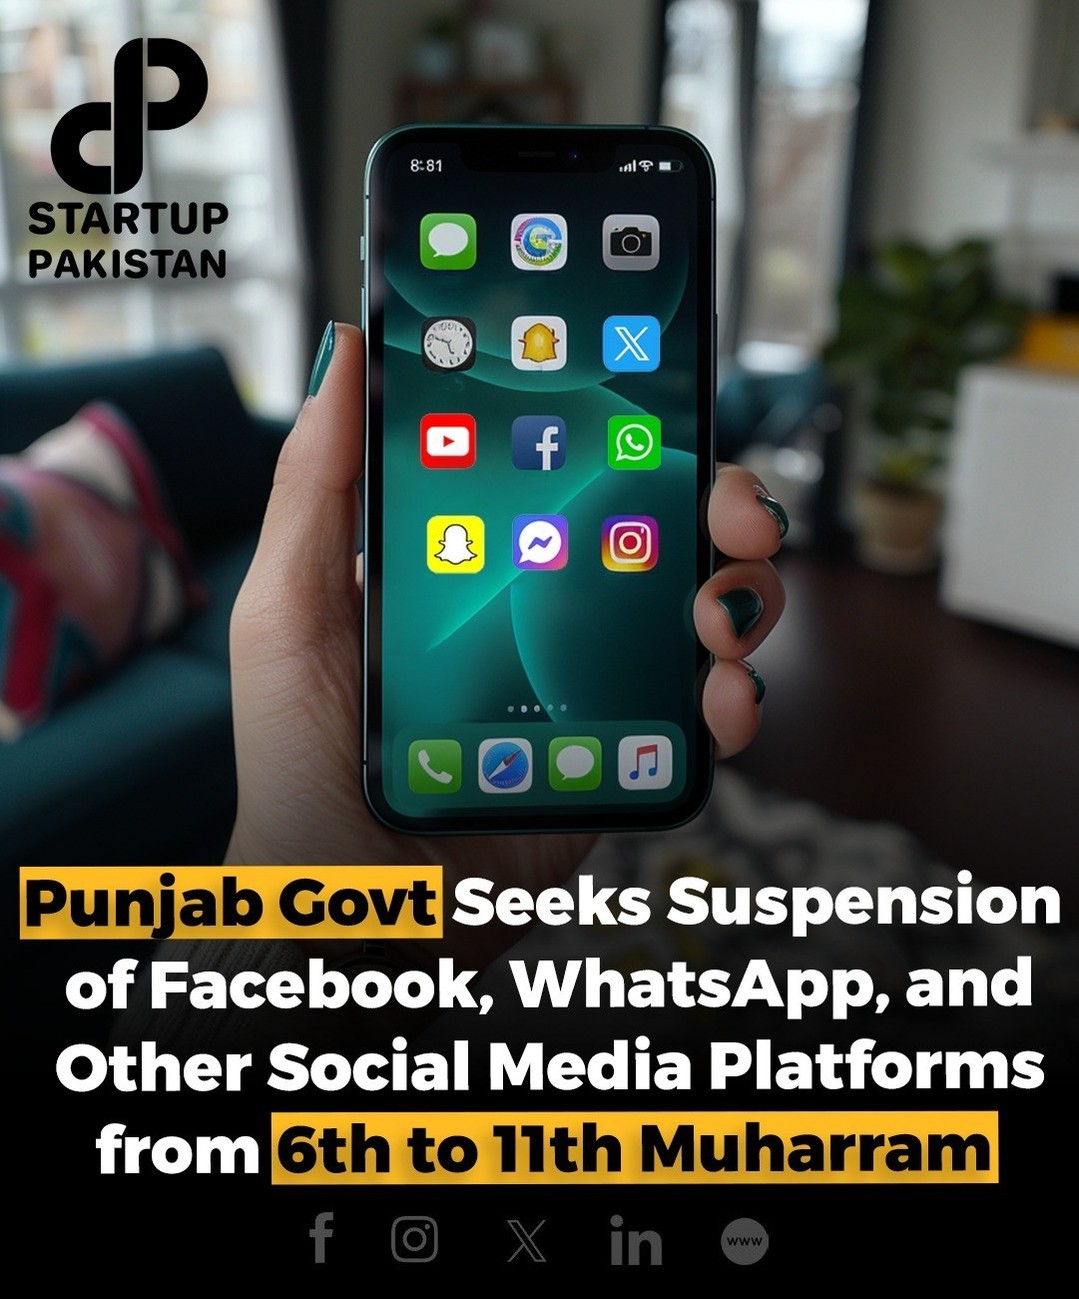 STARTUP
PAKISTAN
8:81
Punjab Govt Seeks Suspension
of Facebook, WhatsApp, and
Other Social Media Platforms
from 6th to 11th Muharram
www